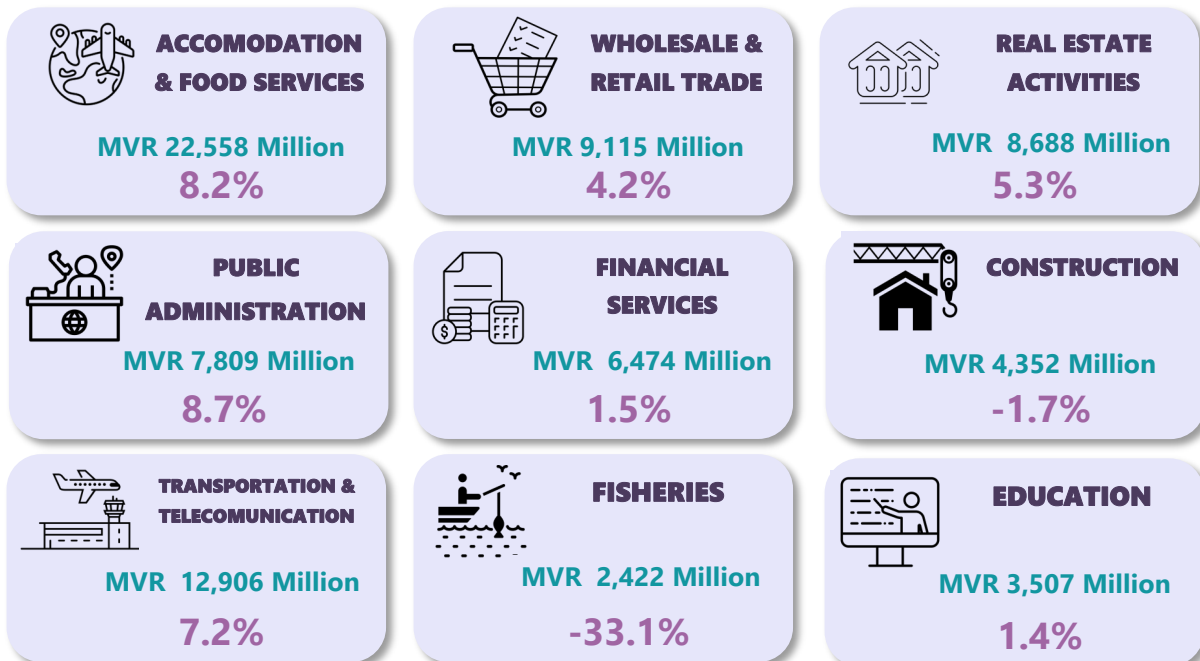 ACCOMODATION
& FOOD SERVICES
MVR 22,558 Million
8.2%
WHOLESALE &
RETAIL TRADE
MVR 9,115 Million
4.2%
REAL ESTATE
ACTIVITIES
MVR 8,688 Million
5.3%
PUBLIC
ADMINISTRATION
MVR 7,809 Million
8.7%
FINANCIAL
SERVICES
MVR 6,474 Million
1.5%
CONSTRUCTION
MVR 4,352 Million
-1.7%
TRANSPORTATION &
TELECOMUNICATION
MVR 12,906 Million
7.2%
FISHERIES
MVR 2,422 Million
-33.1%
EDUCATION
MVR 3,507 Million
1.4%